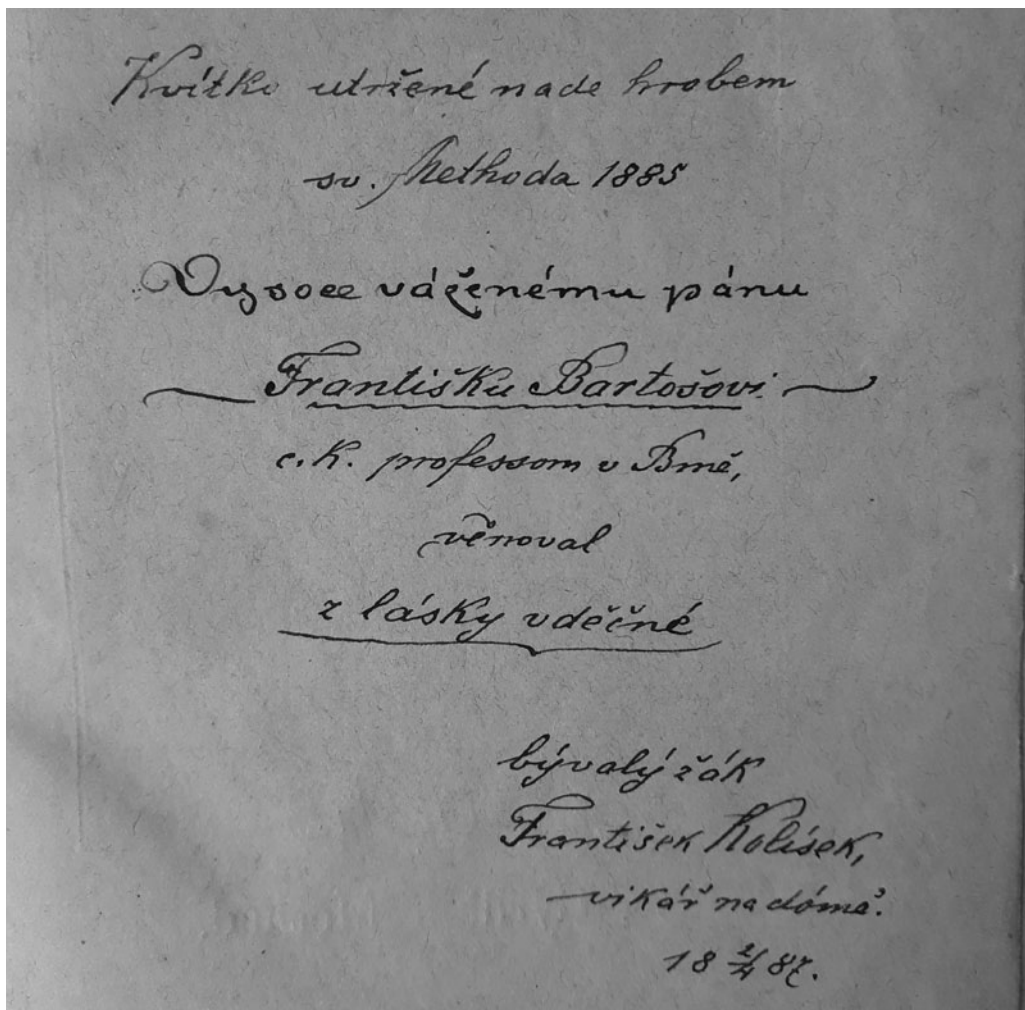 Kvítko utržené nade hrobem
sv. Methoda 1885
Vysoce váženému pánu
Františku Bartošovi
c. k. professoru v Brně,
věnoval
z lásky vděčné
bývalý žák
František Kolísek,
vikář na dómě.
18 2/4 87.